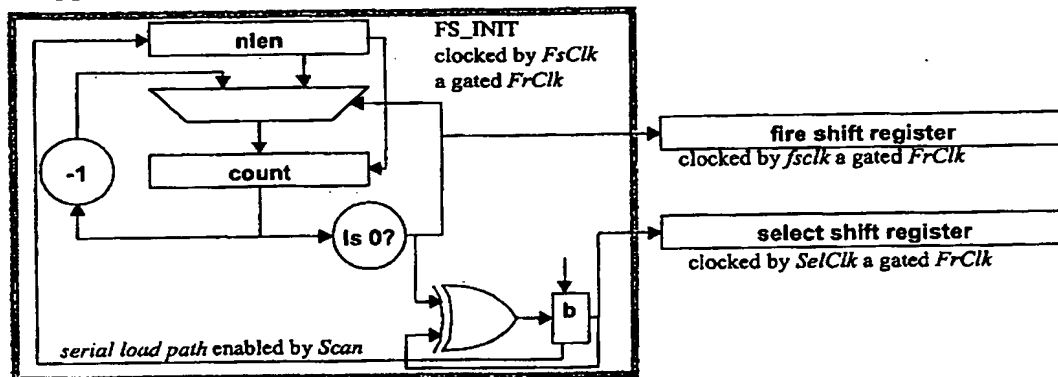 nlen
FS_INIT
clocked by FsClk
a gated FrClk
-1
count
Is 0?
b
serial load path enabled by Scan
fire shift register
clocked by fsclk a gated FrClk
select shift register
clocked by SelClk a gated FrClk